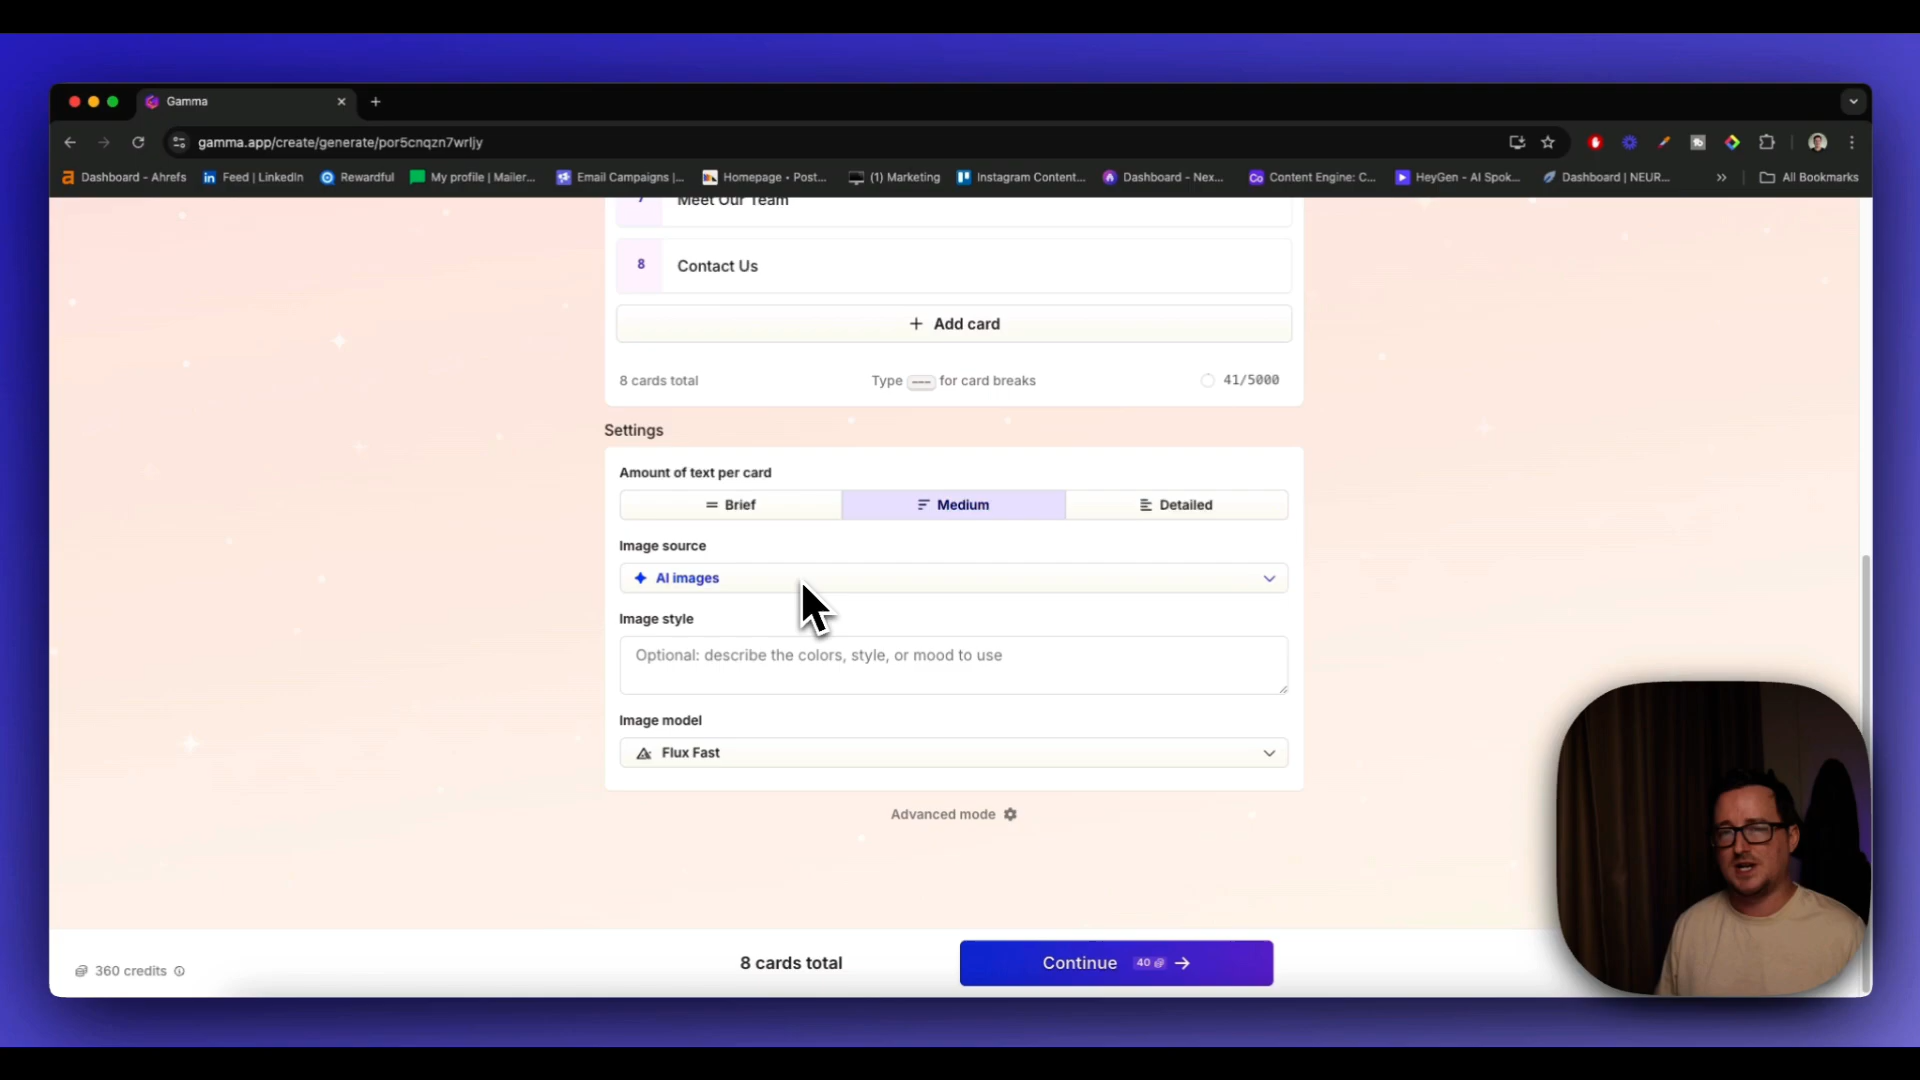 Gamma
gamma.app/create/generate/por5cnqzn7wrljy
Dashboard - Ahrefs
Feed | LinkedIn
Rewardful
My profile | Mailer...
Email Campaigns |...
Homepage • Post...
(1) Marketing
Instagram Content...
Dashboard - Nex...
Content Engine: C...
HeyGen - AI Spok...
Dashboard | NEUR...
All Bookmarks
7 Meet Our Team
8 Contact Us
+ Add card
8 cards total
Type --- for card breaks
41/5000
Settings
Amount of text per card
Brief
Medium
Detailed
Image source
AI images
Image style
Optional: describe the colors, style, or mood to use
Image model
Flux Fast
Advanced mode
360 credits
8 cards total
Continue 40